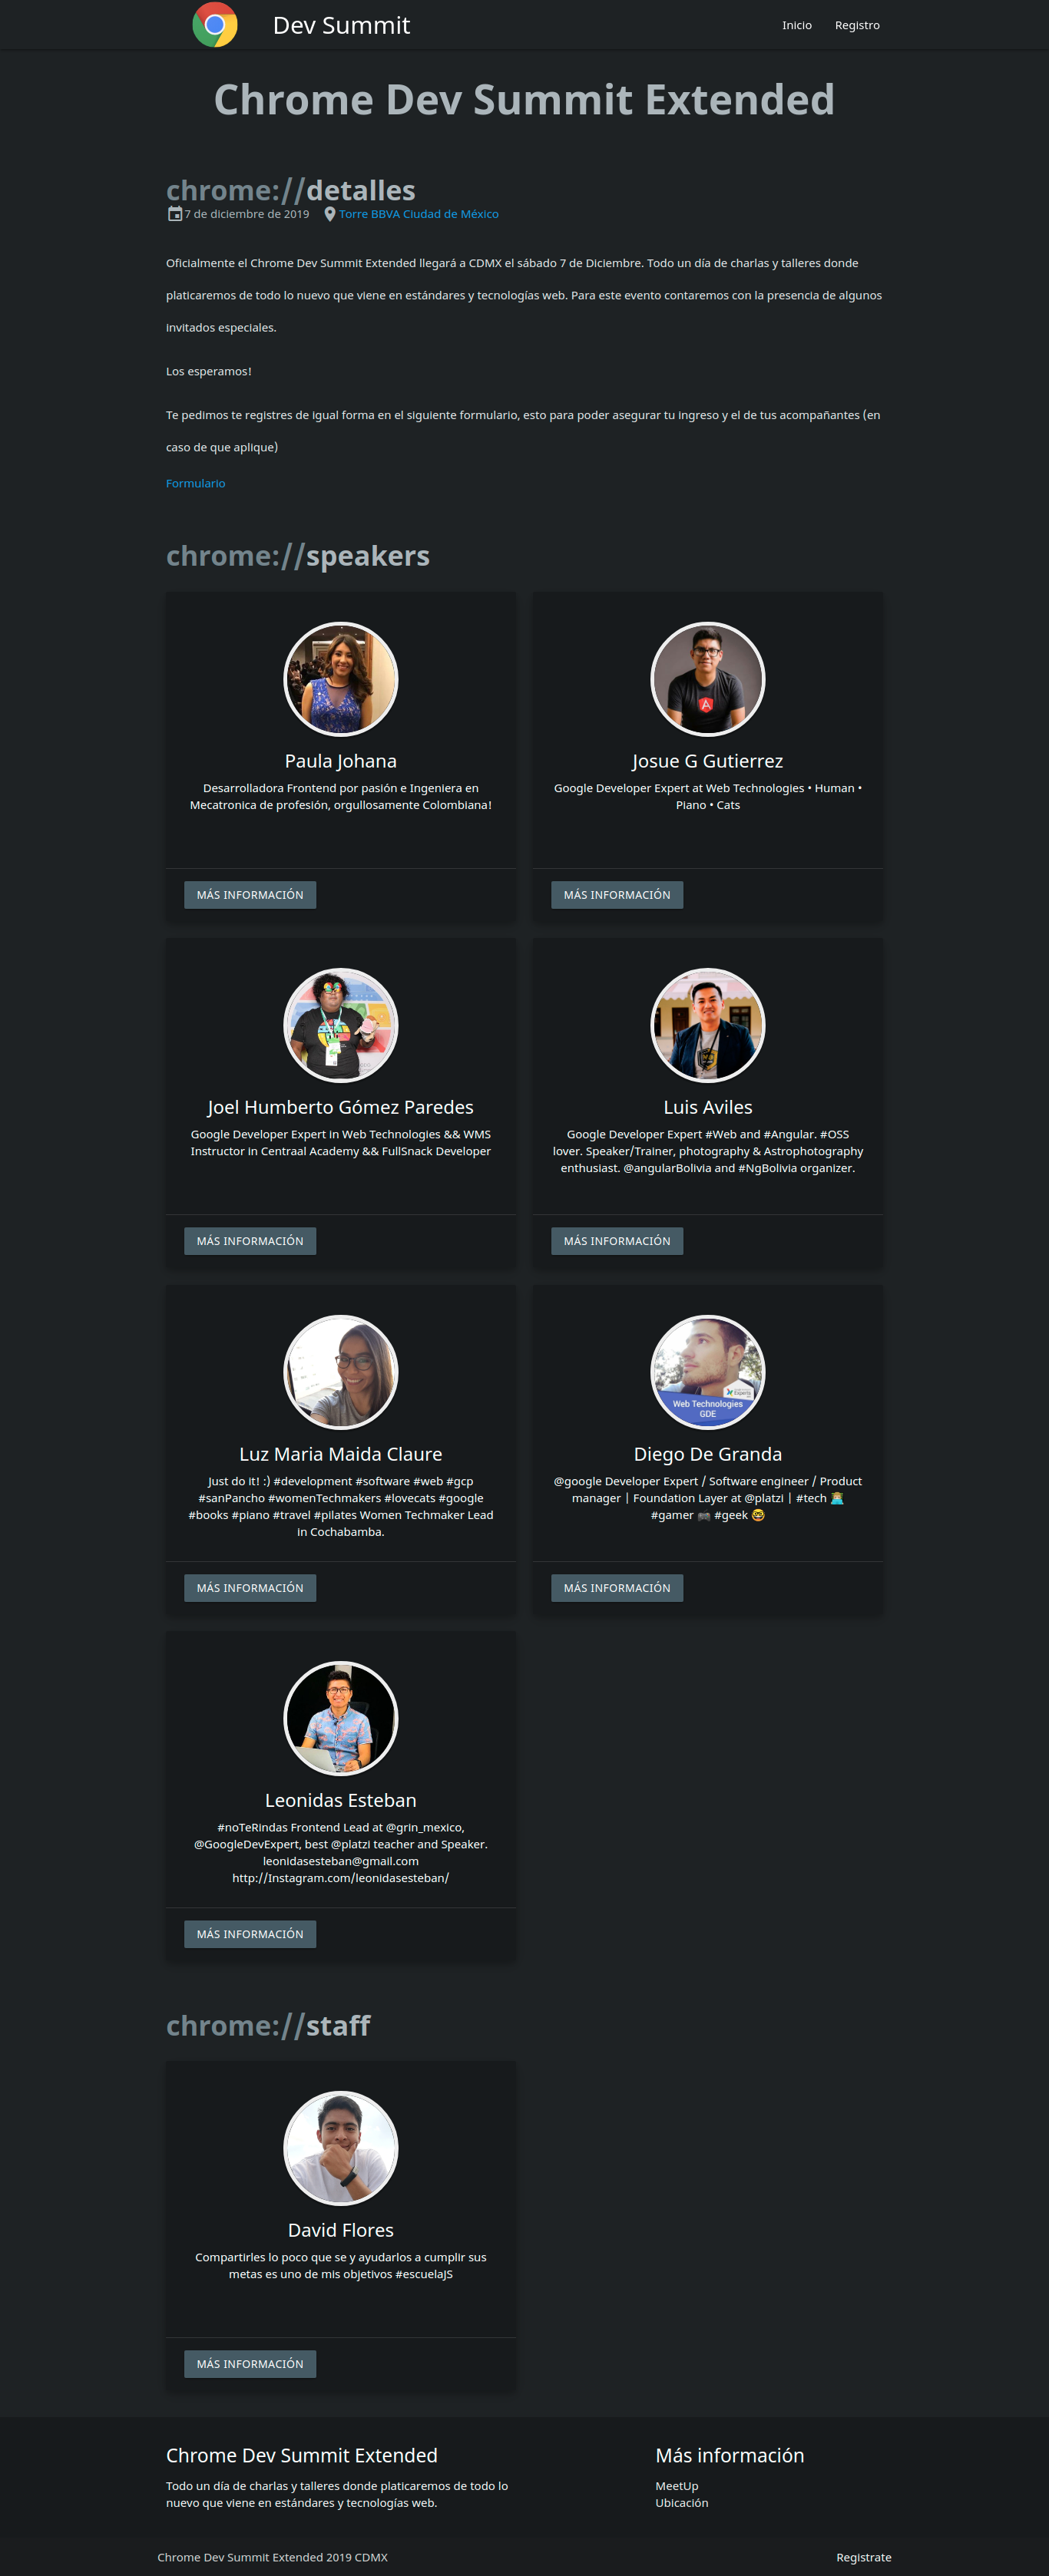 Dev Summit
Inicio
Registro
Chrome Dev Summit Extended
chrome://detalles
7 de diciembre de 2019
Torre BBVA Ciudad de México
Oficialmente el Chrome Dev Summit Extended llegará a CDMX el sábado 7 de Diciembre. Todo un día de charlas y talleres donde
platicaremos de todo lo nuevo que viene en estándares y tecnologías web. Para este evento contaremos con la presencia de algunos
invitados especiales.
Los esperamos!
Te pedimos te registres de igual forma en el siguiente formulario, esto para poder asegurar tu ingreso y el de tus acompañantes (en
caso de que aplique)
Formulario
chrome://speakers
Paula Johana
Desarrolladora Frontend por pasión e Ingeniera en
Mecatronica de profesión, orgullosamente Colombiana!
MÁS INFORMACIÓN
Josue G Gutierrez
Google Developer Expert at Web Technologies • Human •
Piano • Cats
MÁS INFORMACIÓN
Joel Humberto Gómez Paredes
Google Developer Expert in Web Technologies && WMS
Instructor in Centraal Academy && FullSnack Developer
MÁS INFORMACIÓN
Luis Aviles
Google Developer Expert #Web and #Angular. #OSS
lover. Speaker/Trainer, photography & Astrophotography
enthusiast. @angularBolivia and #NgBolivia organizer.
MÁS INFORMACIÓN
Luz Maria Maida Claure
Just do it! :) #development #software #web #gcp
#sanPancho #womenTechmakers #lovecats #google
#books #piano #travel #pilates Women Techmaker Lead
in Cochabamba.
MÁS INFORMACIÓN
Experts
Web Technologies
GDE
Diego De Granda
@google Developer Expert / Software engineer / Product
manager | Foundation Layer at @platzi | #tech 👨🏼‍💻
#gamer 🎮 #geek 🤓
MÁS INFORMACIÓN
Leonidas Esteban
#noTeRindas Frontend Lead at @grin_mexico,
@GoogleDevExpert, best @platzi teacher and Speaker.
leonidasesteban@gmail.com
http://Instagram.com/leonidasesteban/
MÁS INFORMACIÓN
chrome://staff
David Flores
Compartirles lo poco que se y ayudarlos a cumplir sus
metas es uno de mis objetivos #escuelaJS
MÁS INFORMACIÓN
Chrome Dev Summit Extended
Todo un día de charlas y talleres donde platicaremos de todo lo
nuevo que viene en estándares y tecnologías web.
Más información
MeetUp
Ubicación
Chrome Dev Summit Extended 2019 CDMX
Registrate